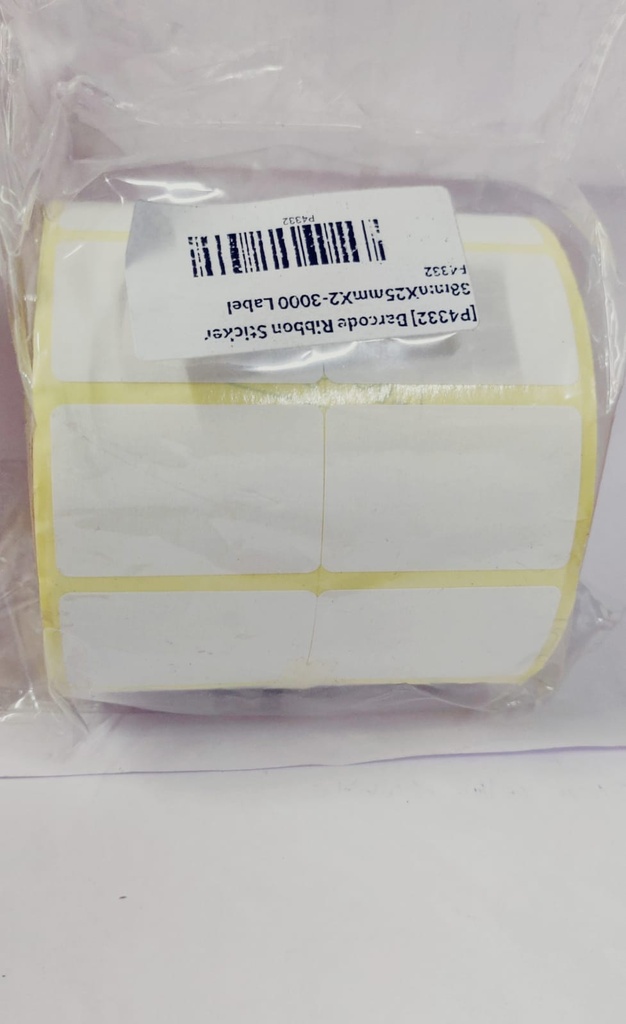 [P4332] Barcode Ribbon Sticker
38mmX25mmX2-3000 Label
P4332
P4332